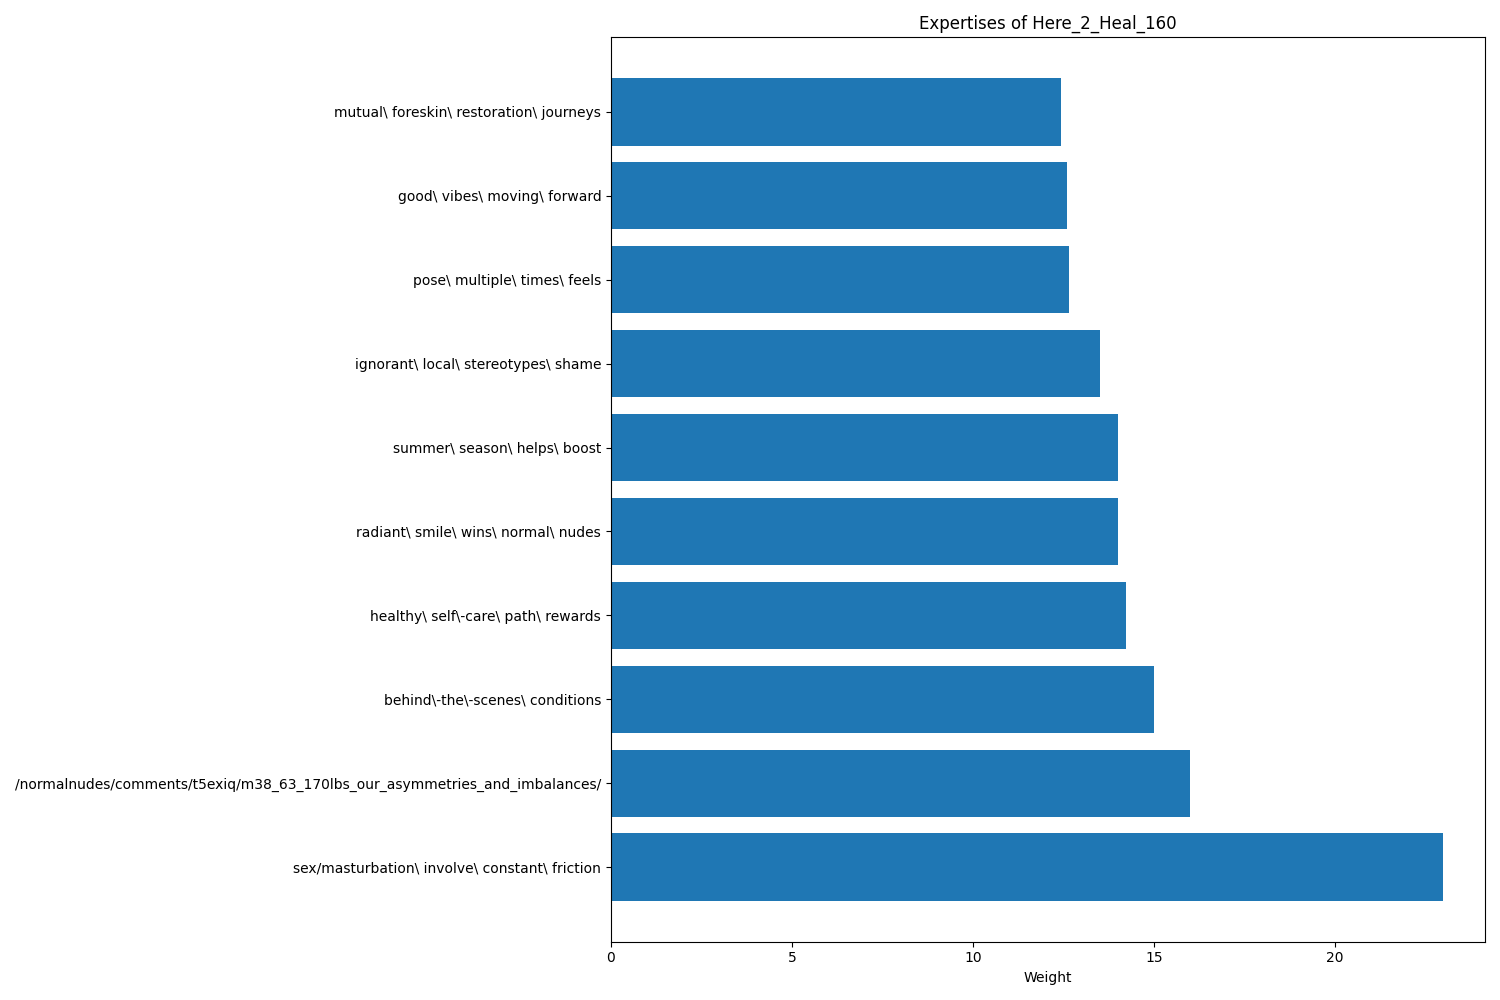 Expertises of Here_2_Heal_160
mutual\ foreskin\ restoration\ journeys
good\ vibes\ moving\ forward
pose\ multiple\ times\ feels
ignorant\ local\ stereotypes\ shame
summer\ season\ helps\ boost
radiant\ smile\ wins\ normal\ nudes
healthy\ self\-care\ path\ rewards
behind\-the\-scenes\ conditions
/normalnudes/comments/t5exiq/m38_63_170lbs_our_asymmetries_and_imbalances/
sex/masturbation\ involve\ constant\ friction
0 5 10 15 20
Weight